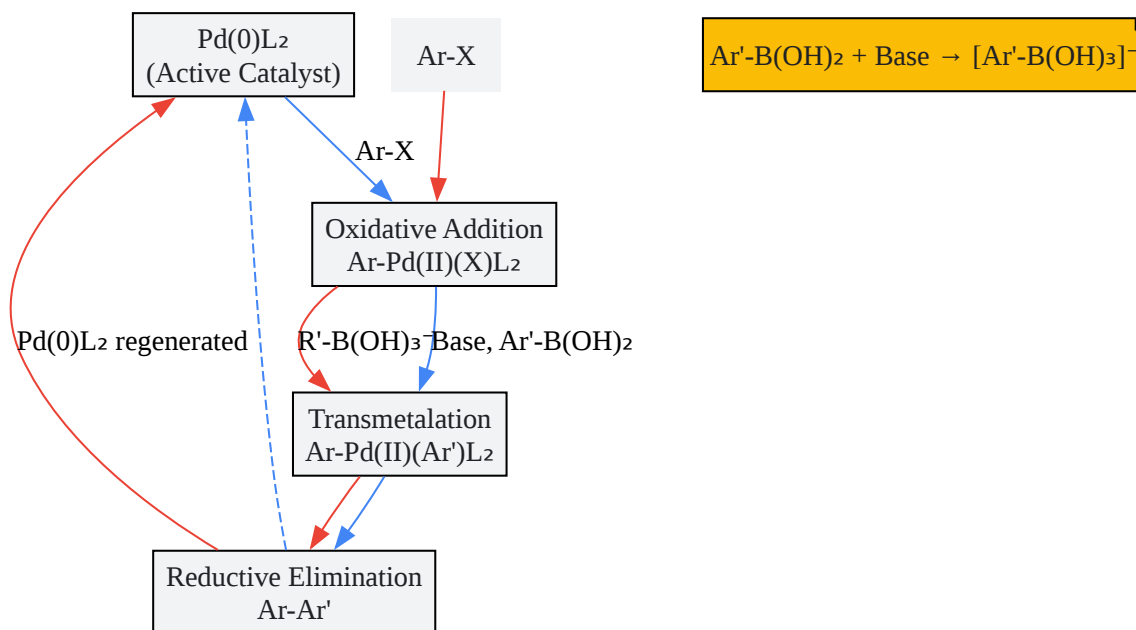 Pd(0)L₂
(Active Catalyst)
Ar-X
Ar'-B(OH)₂ + Base → [Ar'-B(OH)₃]⁻
Ar-X
Oxidative Addition
Ar-Pd(II)(X)L₂
Pd(0)L₂ regenerated
R'-B(OH)₃⁻
Base, Ar'-B(OH)₂
Transmetalation
Ar-Pd(II)(Ar')L₂
Reductive Elimination
Ar-Ar'